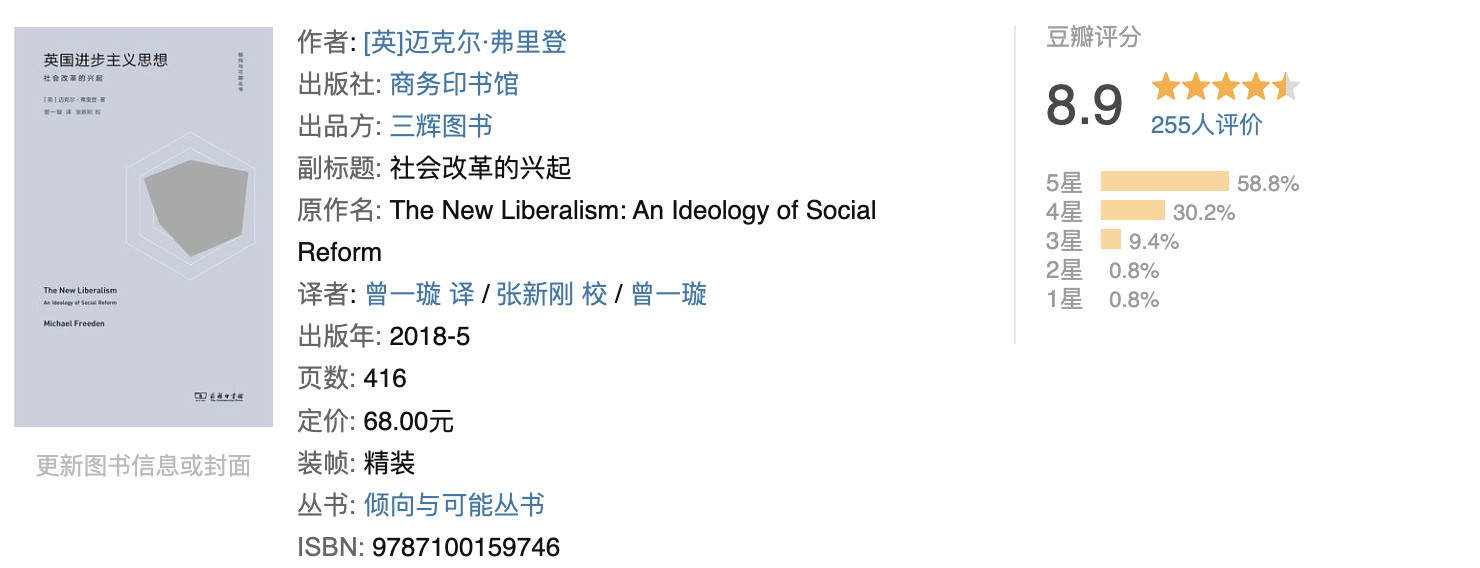 英国进步主义思想
社会改革的兴起
[英] 迈克尔·弗里登 著
曾一璇 译 张新刚 校
倾向与可能丛书
The New Liberalism
An Ideology of Social Reform
Michael Freeden
商务印书馆
The Commercial Press
更新图书信息或封面
作者: [英]迈克尔·弗里登
出版社: 商务印书馆
出品方: 三辉图书
副标题: 社会改革的兴起
原作名: The New Liberalism: An Ideology of Social
Reform
译者: 曾一璇 译 / 张新刚 校 / 曾一璇
出版年: 2018-5
页数: 416
定价: 68.00元
装帧: 精装
丛书: 倾向与可能丛书
ISBN: 9787100159746
豆瓣评分
8.9
255人评价
5星 58.8%
4星 30.2%
3星 9.4%
2星 0.8%
1星 0.8%